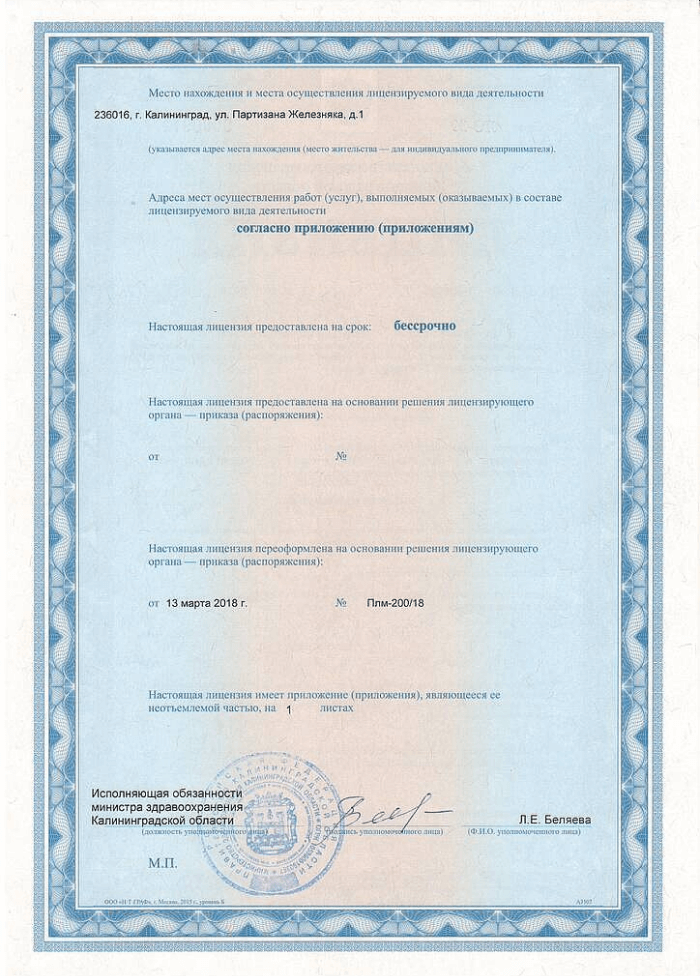 Место нахождения и места осуществления лицензируемого вида деятельности
236016, г. Калининград, ул. Партизана Железняка, д.1
(указывается адрес места нахождения (место жительства — для индивидуального предпринимателя).
Адреса мест осуществления работ (услуг), выполняемых (оказываемых) в составе
лицензируемого вида деятельности
согласно приложению (приложениям)
Настоящая лицензия предоставлена на срок: бессрочно
Настоящая лицензия предоставлена на основании решения лицензирующего
органа — приказа (распоряжения):
от №
Настоящая лицензия переоформлена на основании решения лицензирующего
органа — приказа (распоряжения):
от 13 марта 2018 г. № Плм-200/18
Настоящая лицензия имеет приложение (приложения), являющееся ее
неотъемлемой частью, на 1 листах
Исполняющая обязанности
министра здравоохранения
Калининградской области Л.Е. Беляева
(должность уполномоченного лица) (подпись уполномоченного лица) (Ф.И.О. уполномоченного лица)
М.П.